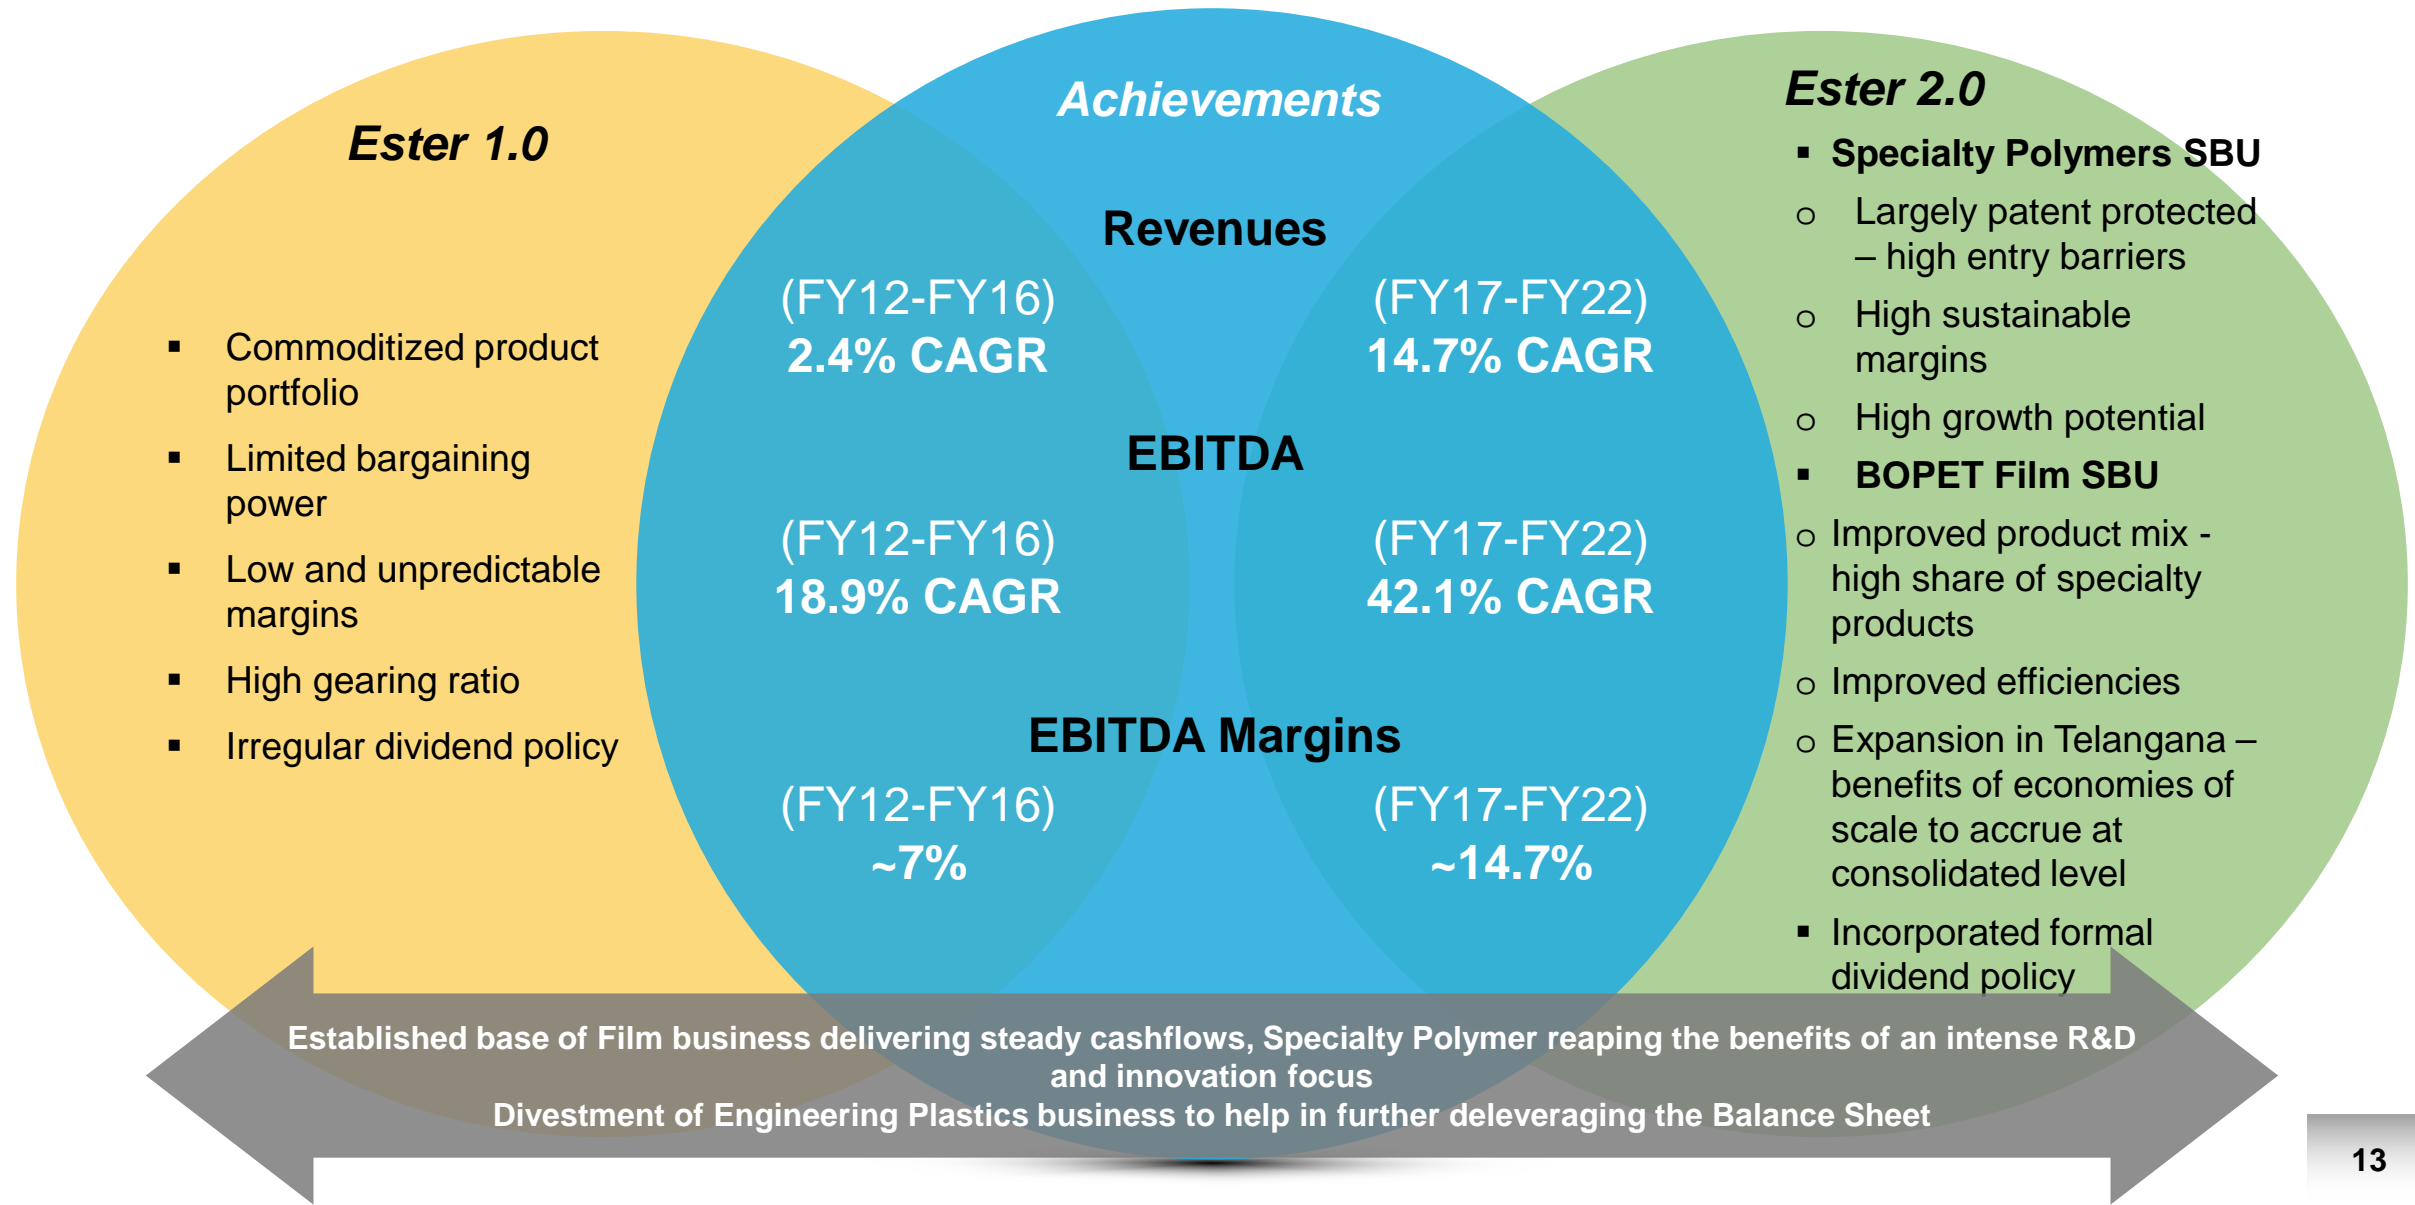 Ester 1.0
▪ Commoditized product
portfolio
▪ Limited bargaining
power
▪ Low and unpredictable
margins
▪ High gearing ratio
▪ Irregular dividend policy
Achievements
Revenues
(FY12-FY16)
2.4% CAGR
(FY17-FY22)
14.7% CAGR
EBITDA
(FY12-FY16)
18.9% CAGR
(FY17-FY22)
42.1% CAGR
EBITDA Margins
(FY12-FY16)
~7%
(FY17-FY22)
~14.7%
Ester 2.0
▪ Specialty Polymers SBU
o Largely patent protected
– high entry barriers
o High sustainable
margins
o High growth potential
▪ BOPET Film SBU
o Improved product mix -
high share of specialty
products
o Improved efficiencies
o Expansion in Telangana –
benefits of economies of
scale to accrue at
consolidated level
▪ Incorporated formal
dividend policy
Established base of Film business delivering steady cashflows, Specialty Polymer reaping the benefits of an intense R&D
and innovation focus
Divestment of Engineering Plastics business to help in further deleveraging the Balance Sheet
13